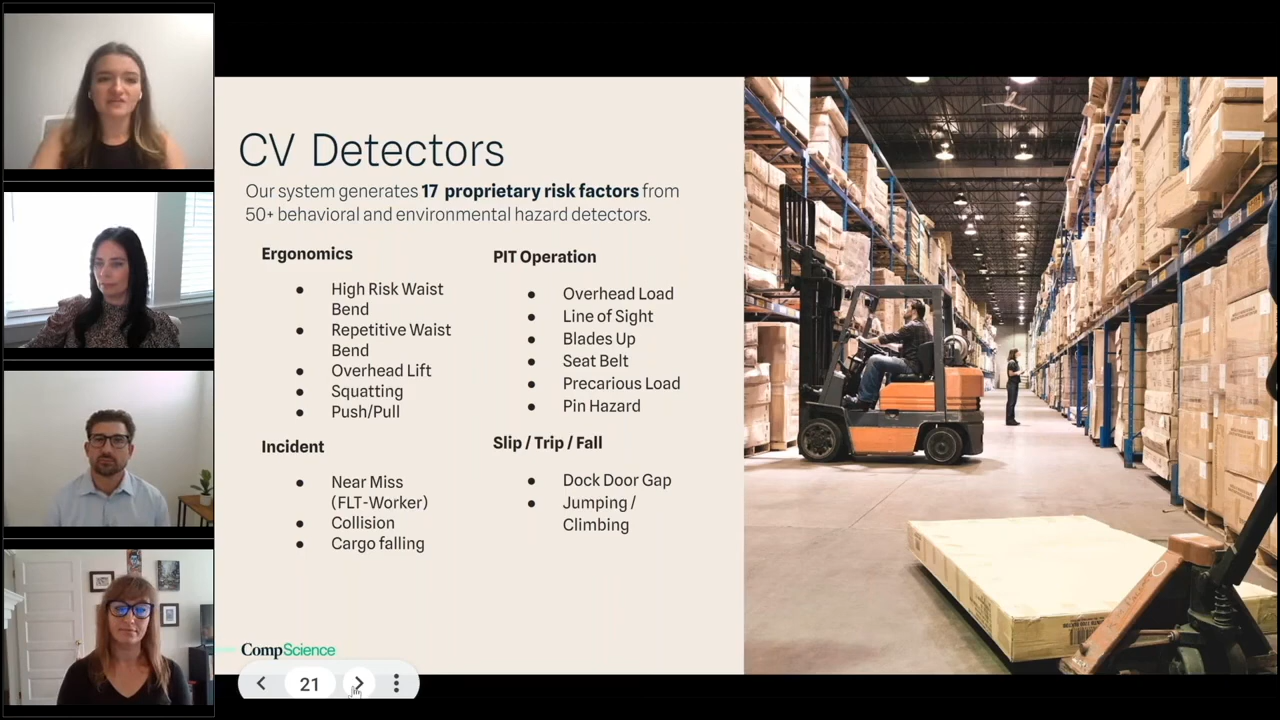 CV Detectors
Our system generates 17 proprietary risk factors from
50+ behavioral and environmental hazard detectors.
Ergonomics
● High Risk Waist
Bend
● Repetitive Waist
Bend
● Overhead Lift
● Squatting
● Push/Pull
Incident
● Near Miss
(FLT-Worker)
● Collision
● Cargo falling
PIT Operation
● Overhead Load
● Line of Sight
● Blades Up
● Seat Belt
● Precarious Load
● Pin Hazard
Slip / Trip / Fall
● Dock Door Gap
● Jumping /
Climbing
CompScience
21